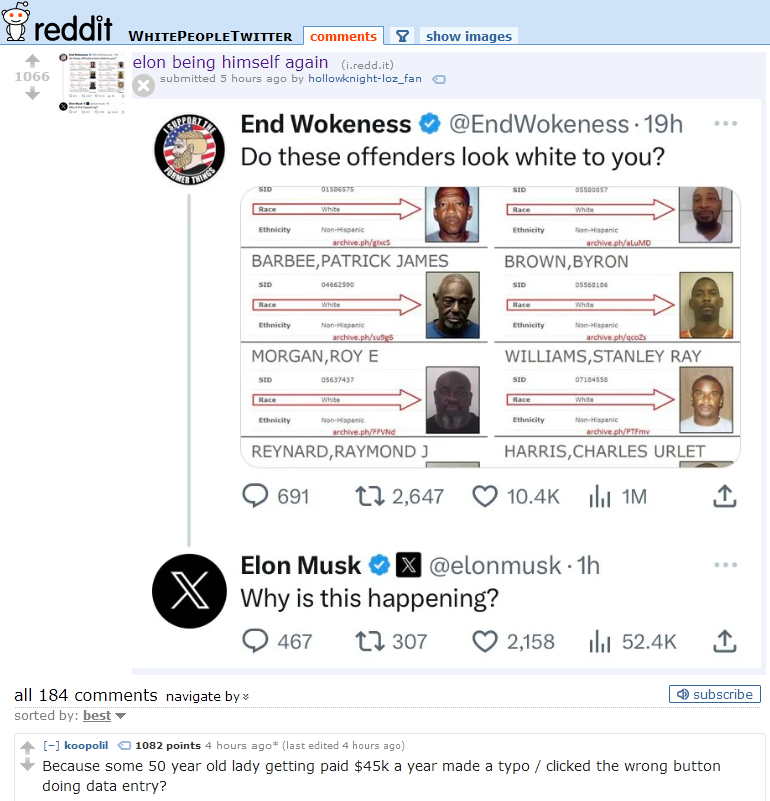 reddit WHITEPEOPLETWITTER comments show images
elon being himself again (i.redd.it)
1066
submitted 5 hours ago by hollowknight-loz_fan
I SUPPORT THE
FORMER THINGS
End Wokeness @EndWokeness · 19h
Do these offenders look white to you?
SID 01586575
Race White
Ethnicity Non-Hispanic
archive.ph/glxc5
BARBEE,PATRICK JAMES
SID 05580857
Race White
Ethnicity Non-Hispanic
archive.ph/aLuMD
BROWN,BYRON
SID 04662590
Race White
Ethnicity Non-Hispanic
archive.ph/su9g6
MORGAN,ROY E
SID 05568186
Race White
Ethnicity Non-Hispanic
archive.ph/qcoZs
WILLIAMS,STANLEY RAY
SID 05637437
Race White
Ethnicity Non-Hispanic
archive.ph/FFVNd
REYNARD,RAYMOND J
SID 07184558
Race White
Ethnicity Non-Hispanic
archive.ph/PTFmv
HARRIS,CHARLES URLET
691 2,647 10.4K 1M
Elon Musk X @elonmusk · 1h
Why is this happening?
467 307 2,158 52.4K
all 184 comments navigate by
subscribe
sorted by: best
[–] koopolil 1082 points 4 hours ago* (last edited 4 hours ago)
Because some 50 year old lady getting paid $45k a year made a typo / clicked the wrong button
doing data entry?